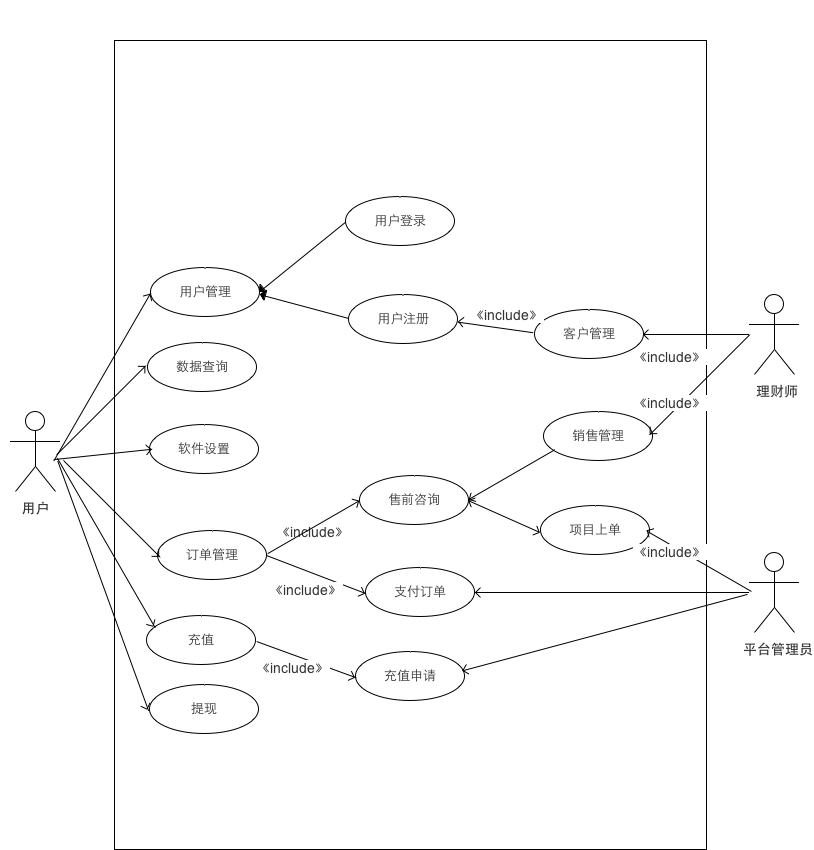 用户登录
用户管理
用户注册
《include》
客户管理
《include》
数据查询
理财师
《include》
销售管理
软件设置
用户
售前咨询
《include》
项目上单
订单管理
《include》
《include》
支付订单
充值
平台管理员
《include》
充值申请
提现